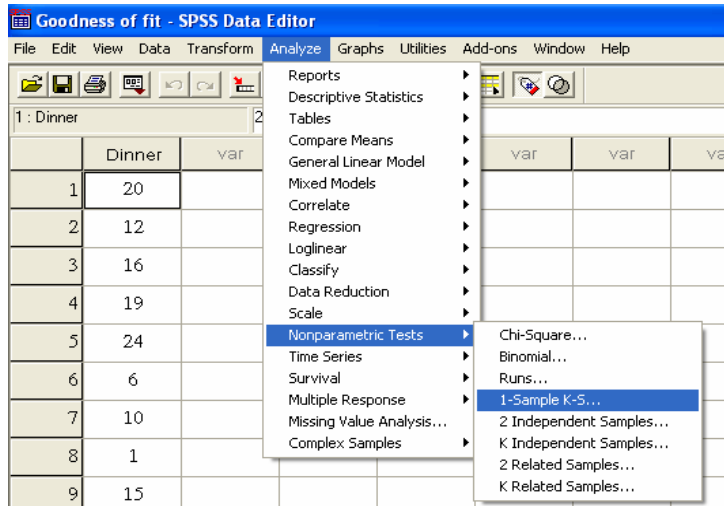 Goodness of fit - SPSS Data Editor
File Edit View Data Transform Analyze Graphs Utilities Add-ons Window Help
1 : Dinner 2
Dinner var var var va
1 20
2 12
3 16
4 19
5 24
6 6
7 10
8 1
9 15
Reports
Descriptive Statistics
Tables
Compare Means
General Linear Model
Mixed Models
Correlate
Regression
Loglinear
Classify
Data Reduction
Scale
Nonparametric Tests
Time Series
Survival
Multiple Response
Missing Value Analysis...
Complex Samples
Chi-Square...
Binomial...
Runs...
1-Sample K-S...
2 Independent Samples...
K Independent Samples...
2 Related Samples...
K Related Samples...